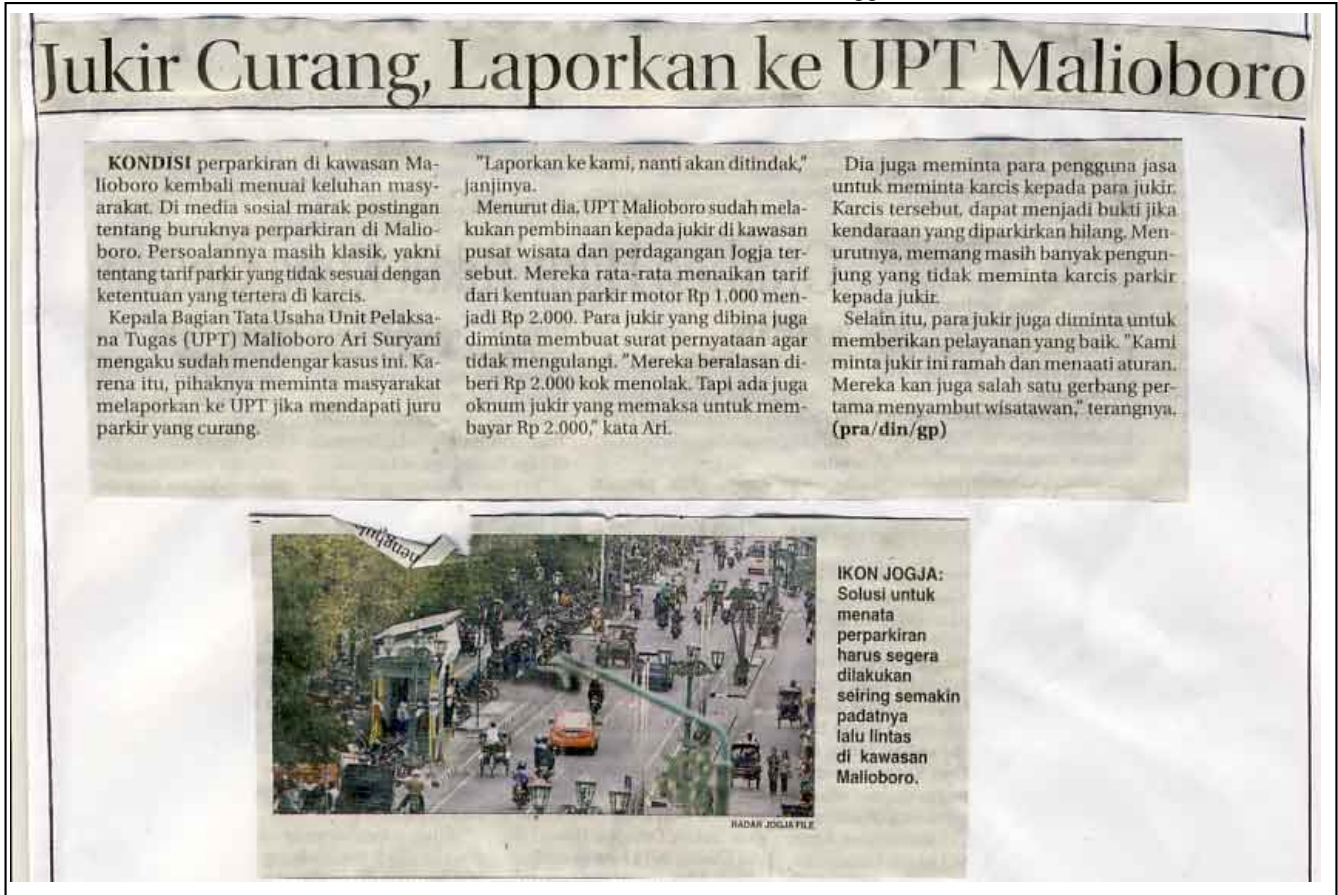 Jukir Curang, Laporkan ke UPT Malioboro
KONDISI perparkiran di kawasan Ma-
lioboro kembali menuai keluhan masy-
arakat. Di media sosial marak postingan
tentang buruknya perparkiran di Malio-
boro. Persoalannya masih klasik, yakni
tentang tarif parkir yang tidak sesuai dengan
ketentuan yang tertera di karcis.
Kepala Bagian Tata Usaha Unit Pelaksa-
na Tugas (UPT) Malioboro Ari Suryani
mengaku sudah mendengar kasus ini. Ka-
rena itu, pihaknya meminta masyarakat
melaporkan ke UPT jika mendapati juru
parkir yang curang.
"Laporkan ke kami, nanti akan ditindak,"
janjinya.
Menurut dia, UPT Malioboro sudah mela-
kukan pembinaan kepada jukir di kawasan
pusat wisata dan perdagangan Jogja ter-
sebut. Mereka rata-rata menaikan tarif
dari kentuan parkir motor Rp 1.000 men-
jadi Rp 2.000. Para jukir yang dibina juga
diminta membuat surat pernyataan agar
tidak mengulangi. "Mereka beralasan di-
beri Rp 2.000 kok menolak. Tapi ada juga
oknum jukir yang memaksa untuk mem-
bayar Rp 2.000," kata Ari.
Dia juga meminta para pengguna jasa
untuk meminta karcis kepada para jukir.
Karcis tersebut, dapat menjadi bukti jika
kendaraan yang diparkirkan hilang. Men-
urutnya, memang masih banyak pengun-
jung yang tidak meminta karcis parkir
kepada jukir.
Selain itu, para jukir juga diminta untuk
memberikan pelayanan yang baik. "Kami
minta jukir ini ramah dan menaati aturan.
Mereka kan juga salah satu gerbang per-
tama menyambut wisatawan," terangnya.
(pra/din/gp)
IKON JOGJA:
Solusi untuk
menata
perparkiran
harus segera
dilakukan
seiring semakin
padatnya
lalu lintas
di kawasan
Malioboro.
RADAR JOGJA FILE